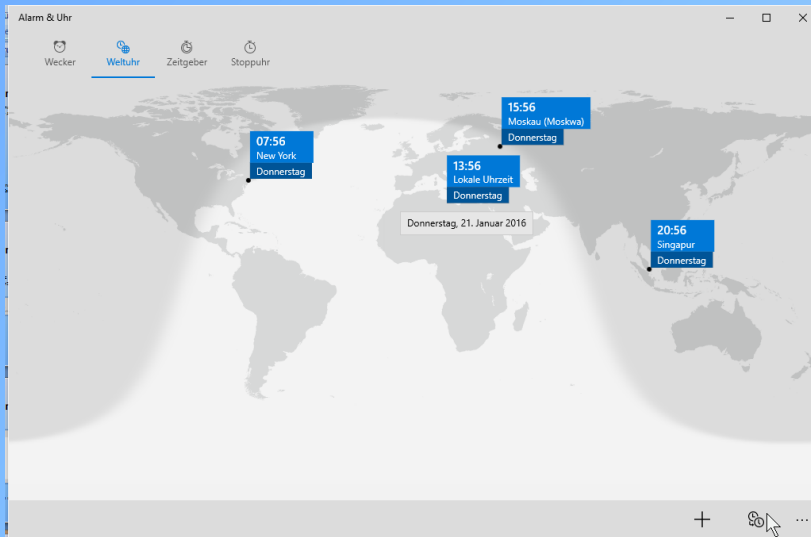 Alarm & Uhr
Wecker
Weltuhr
Zeitgeber
Stoppuhr
15:56
Moskau (Moskwa)
Donnerstag
07:56
New York
Donnerstag
13:56
Lokale Uhrzeit
Donnerstag
Donnerstag, 21. Januar 2016
20:56
Singapur
Donnerstag